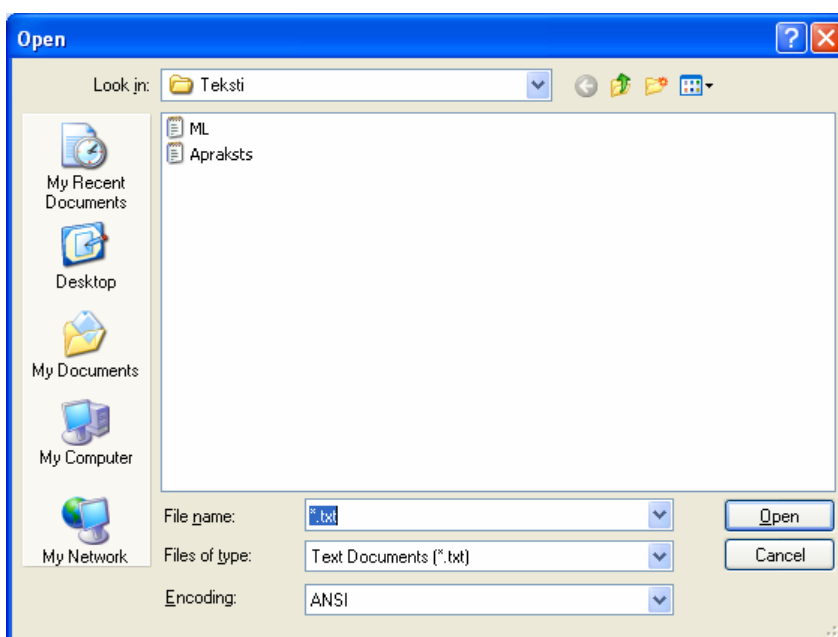 Open
Look in: Teksti
ML
Apraksts
My Recent
Documents
Desktop
My Documents
My Computer
My Network
File name: *.txt
Open
Files of type: Text Documents (*.txt)
Cancel
Encoding: ANSI